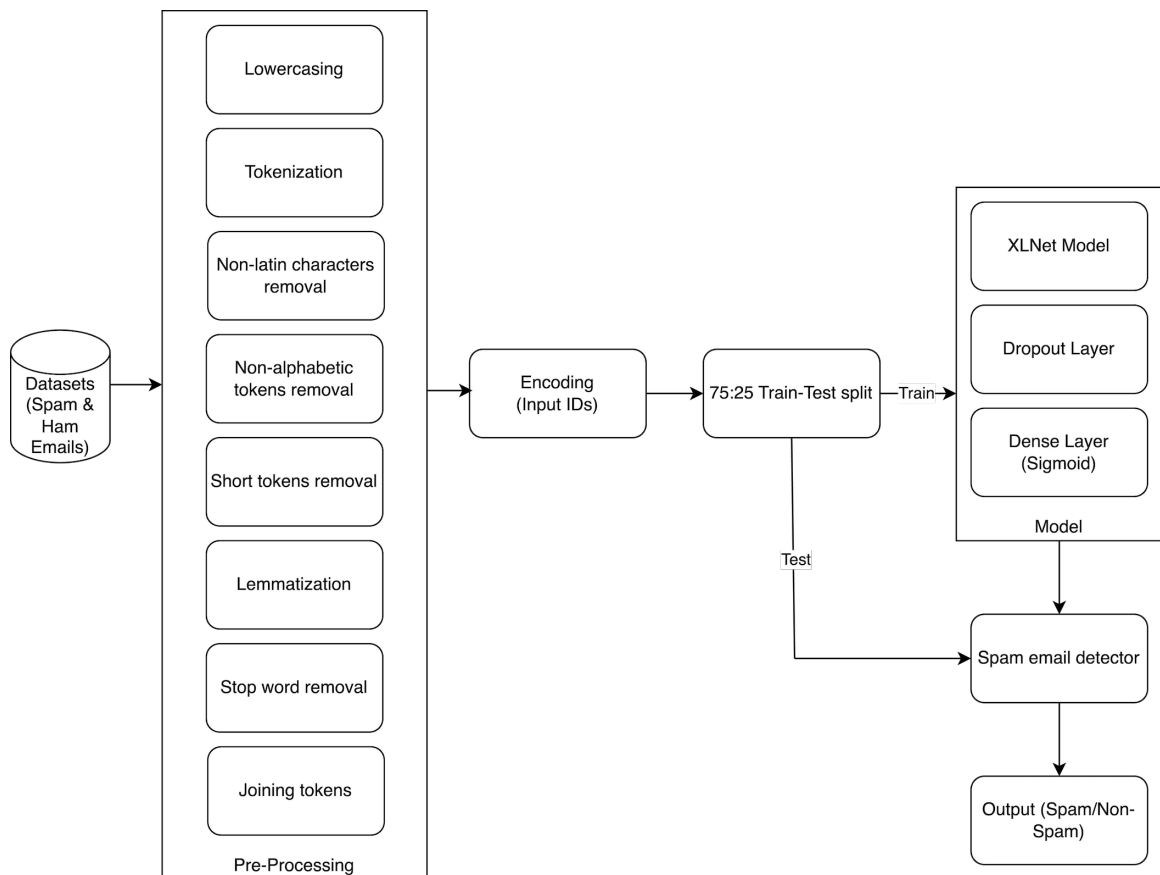 Lowercasing
Tokenization
Non-latin characters
removal
Non-alphabetic
tokens removal
Short tokens removal
Lemmatization
Stop word removal
Joining tokens
Pre-Processing
Datasets
(Spam &
Ham
Emails)
Encoding
(Input IDs)
75:25 Train-Test split
Train
Test
XLNet Model
Dropout Layer
Dense Layer
(Sigmoid)
Model
Spam email detector
Output (Spam/Non-
Spam)